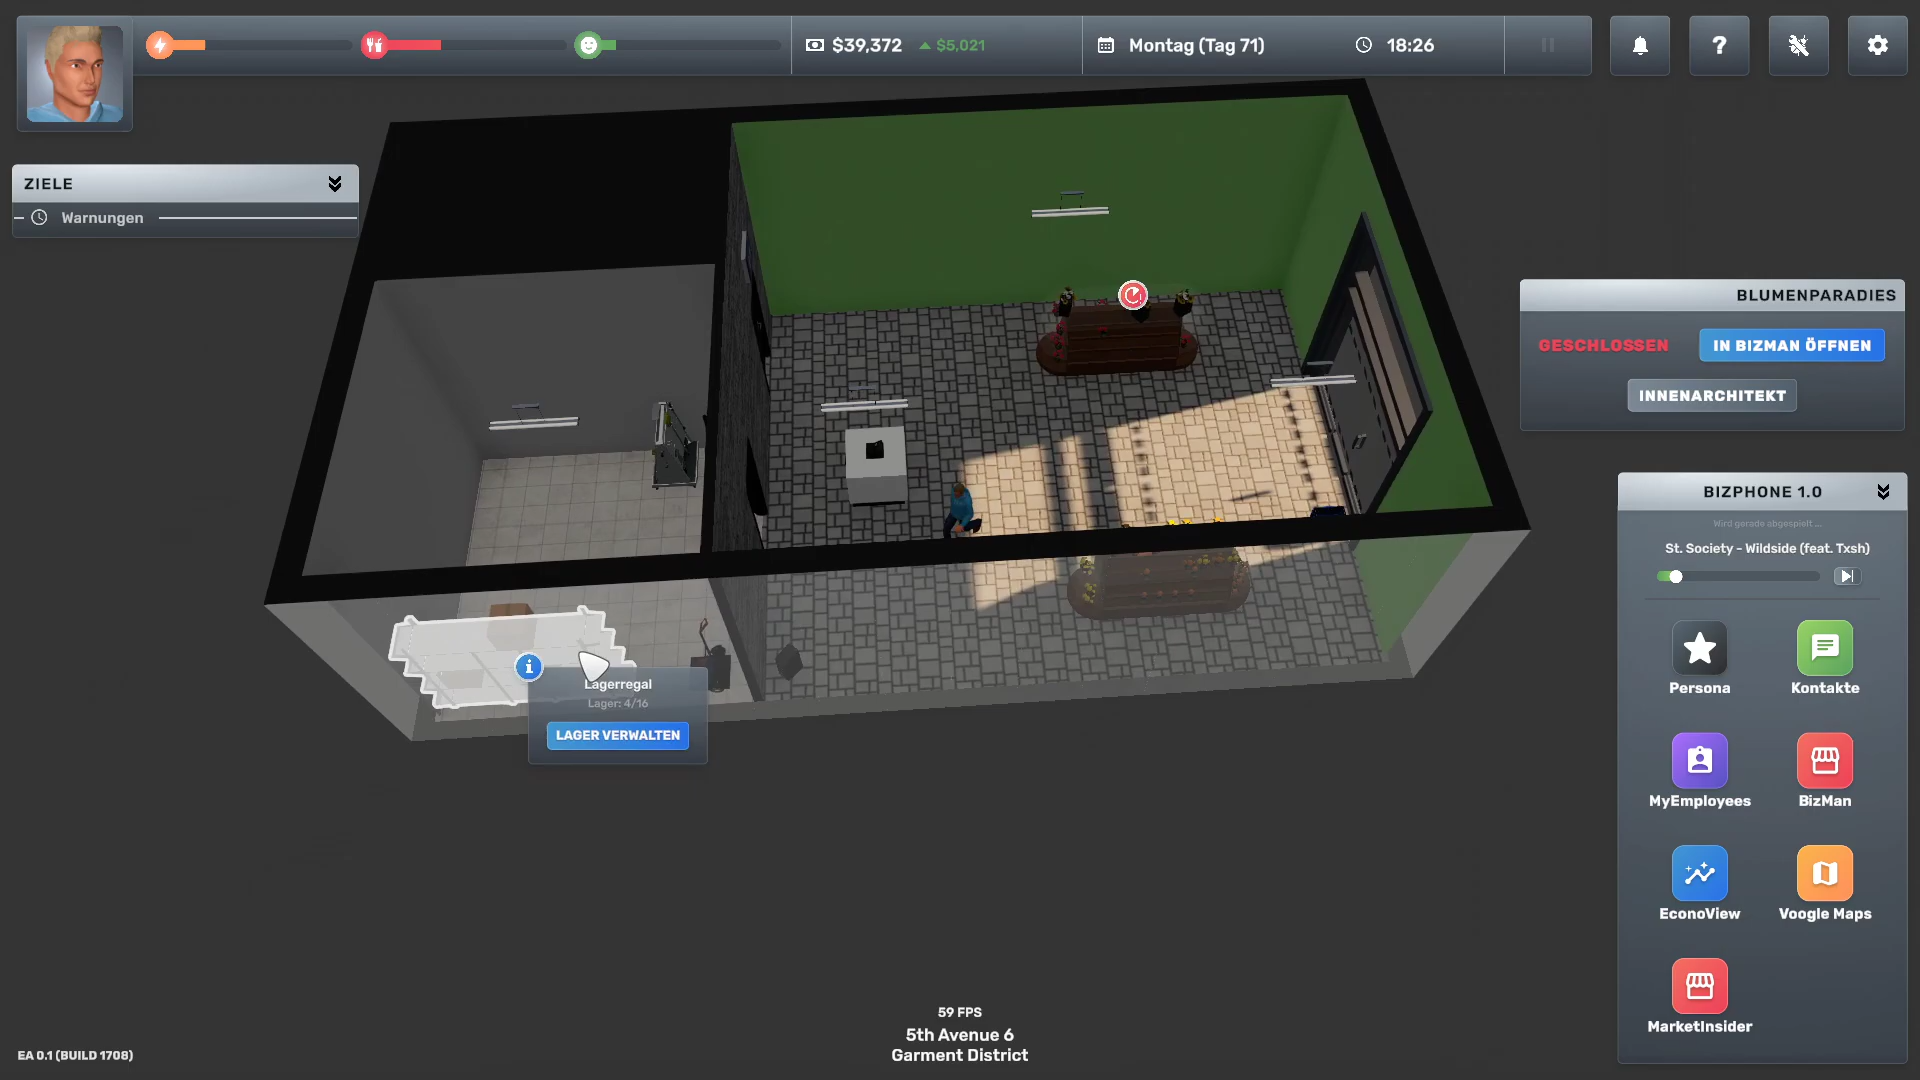 $39,372
$5,021
Montag (Tag 71)
18:26
?
ZIELE
Warnungen
BLUMENPARADIES
GESCHLOSSEN
IN BIZMAN ÖFFNEN
INNENARCHITEKT
BIZPHONE 1.0
Wird gerade abgespielt ...
St. Society - Wildside (feat. Txsh)
Persona
Kontakte
MyEmployees
BizMan
EconoView
Voogle Maps
MarketInsider
i
Lagerregal
Lager: 4/16
LAGER VERWALTEN
59 FPS
5th Avenue 6
Garment District
EA 0.1 (BUILD 1708)